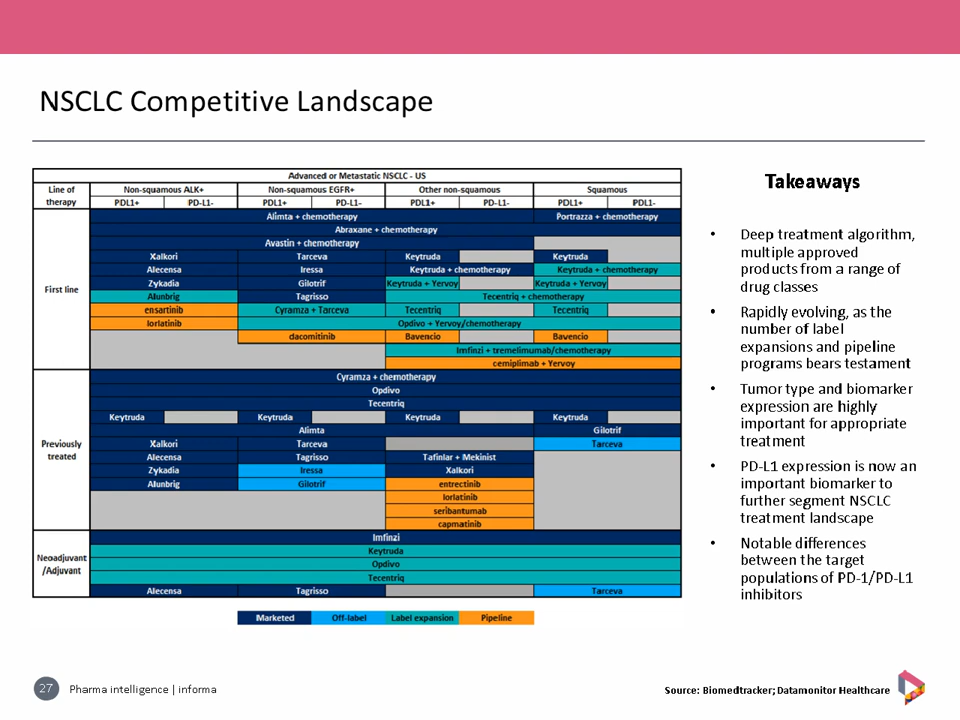 NSCLC Competitive Landscape
Advanced or Metastatic NSCLC - US
Line of therapy Non-squamous ALK+ Non-squamous EGFR+ Other non-squamous Squamous
PDL1+ PD-L1- PDL1+ PD-L1- PDL1+ PD-L1- PDL1+ PDL1-
First line
Alimta + chemotherapy Portrazza + chemotherapy
Abraxane + chemotherapy
Avastin + chemotherapy
Xalkori Tarceva Keytruda Keytruda
Alecensa Iressa Keytruda + chemotherapy Keytruda + chemotherapy
Zykadia Gilotrif Keytruda + Yervoy Keytruda + Yervoy
Alunbrig Tagrisso Tecentriq + chemotherapy
ensartinib Cyramza + Tarceva Tecentriq Tecentriq
lorlatinib Opdivo + Yervoy/chemotherapy
dacomitinib Bavencio Bavencio
Imfinzi + tremelimumab/chemotherapy
cemiplimab + Yervoy
Previously treated
Cyramza + chemotherapy
Opdivo
Tecentriq
Keytruda Keytruda Keytruda Keytruda
Alimta Gilotrif
Xalkori Tarceva Tarceva
Alecensa Tagrisso Tafinlar + Mekinist
Zykadia Iressa Xalkori
Alunbrig Gilotrif entrectinib
lorlatinib
seribantumab
capmatinib
Neoadjuvant /Adjuvant
Imfinzi
Keytruda
Opdivo
Tecentriq
Alecensa Tagrisso Tarceva
Marketed Off-label Label expansion Pipeline
Takeaways
• Deep treatment algorithm,
multiple approved
products from a range of
drug classes
• Rapidly evolving, as the
number of label
expansions and pipeline
programs bears testament
• Tumor type and biomarker
expression are highly
important for appropriate
treatment
• PD-L1 expression is now an
important biomarker to
further segment NSCLC
treatment landscape
• Notable differences
between the target
populations of PD-1/PD-L1
inhibitors
27 Pharma intelligence | informa
Source: Biomedtracker; Datamonitor Healthcare